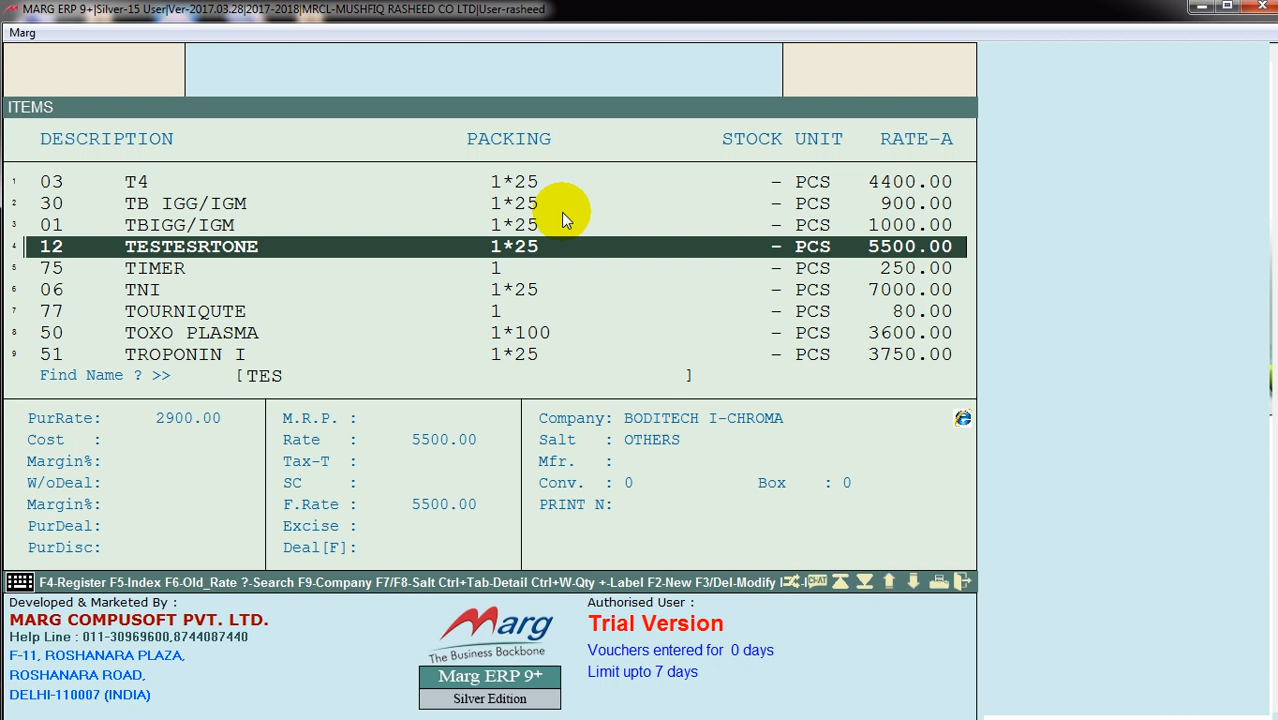 MARG ERP 9+|Silver-15 User|Ver-2017.03.28|2017-2018|MRCL-MUSHFIQ RASHEED CO LTD|User-rasheed
Marg
ITEMS
DESCRIPTION PACKING STOCK UNIT RATE-A
1 03 T4 1*25 - PCS 4400.00
2 30 TB IGG/IGM 1*25 - PCS 900.00
3 01 TBIGG/IGM 1*25 - PCS 1000.00
4 12 TESTESRTONE 1*25 - PCS 5500.00
5 75 TIMER 1 - PCS 250.00
6 06 TNI 1*25 - PCS 7000.00
7 77 TOURNIQUTE 1 - PCS 80.00
8 50 TOXO PLASMA 1*100 - PCS 3600.00
9 51 TROPONIN I 1*25 - PCS 3750.00
Find Name ? >> [TES ]
PurRate: 2900.00 M.R.P. : Company: BODITECH I-CHROMA
Cost : Rate : 5500.00 Salt : OTHERS
Margin%: Tax-T : Mfr. :
W/oDeal: SC : Conv. : 0 Box : 0
Margin%: F.Rate : 5500.00 PRINT N:
PurDeal: Excise :
PurDisc: Deal[F]:
F4-Register F5-Index F6-Old_Rate ?-Search F9-Company F7/F8-Salt Ctrl+Tab-Detail Ctrl+W-Qty +-Label F2-New F3/Del-Modify
CHAT
Developed & Marketed By :
MARG COMPUSOFT PVT. LTD.
Help Line : 011-30969600,8744087440
F-11, ROSHANARA PLAZA,
ROSHANARA ROAD,
DELHI-110007 (INDIA)
Marg
The Business Backbone
Marg ERP 9+
Silver Edition
Authorised User :
Trial Version
Vouchers entered for 0 days
Limit upto 7 days